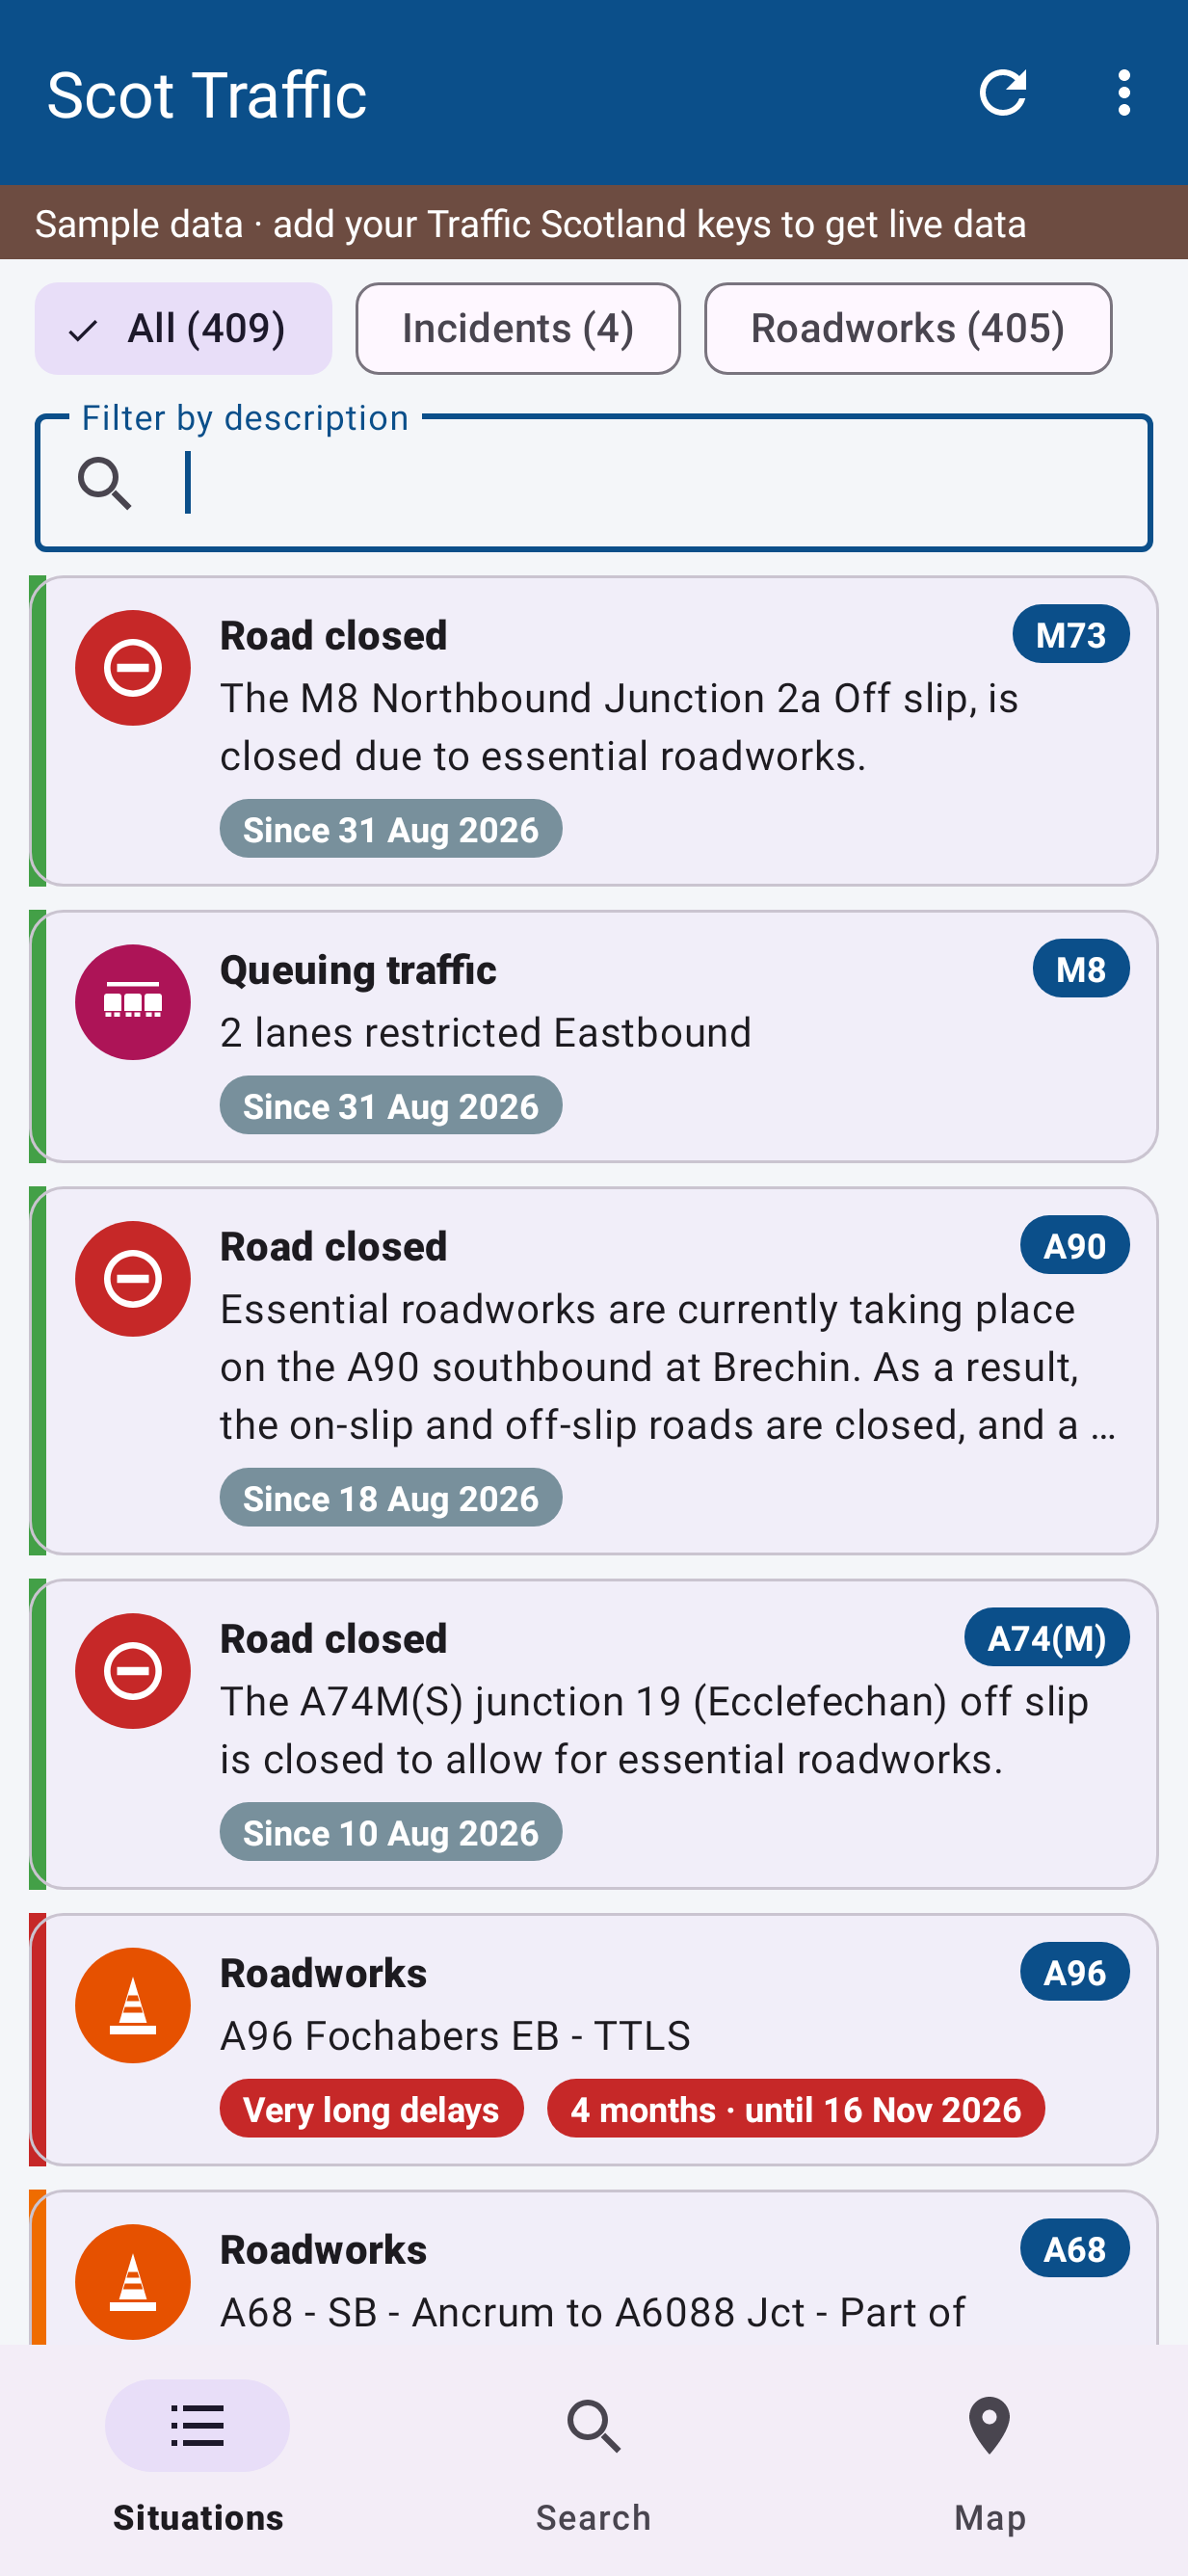 Scot Traffic
Sample data · add your Traffic Scotland keys to get live data
All (409)
Incidents (4)
Roadworks (405)
Filter by description
Road closed
M73
The M8 Northbound Junction 2a Off slip, is
closed due to essential roadworks.
Since 31 Aug 2026
Queuing traffic
M8
2 lanes restricted Eastbound
Since 31 Aug 2026
Road closed
A90
Essential roadworks are currently taking place
on the A90 southbound at Brechin. As a result,
the on-slip and off-slip roads are closed, and a ...
Since 18 Aug 2026
Road closed
A74(M)
The A74M(S) junction 19 (Ecclefechan) off slip
is closed to allow for essential roadworks.
Since 10 Aug 2026
Roadworks
A96
A96 Fochabers EB - TTLS
Very long delays
4 months · until 16 Nov 2026
Roadworks
A68
A68 - SB - Ancrum to A6088 Jct - Part of
Situations
Search
Map